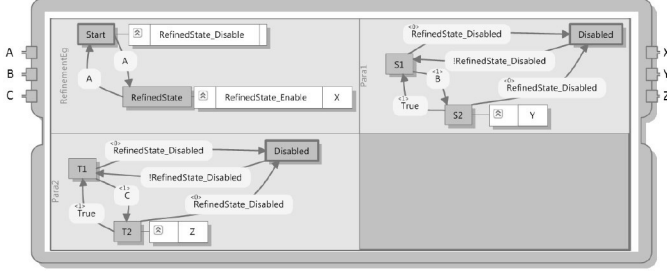 A
B
C
X
Y
Z
RefinementEg
Start
RefinedState_Disable
A
A
RefinedState
RefinedState_Enable
X
Para1
<0>
RefinedState_Disabled
Disabled
!RefinedState_Disabled
S1
<1>
B
<0>
RefinedState_Disabled
<1>
True
S2
Y
Para2
<0>
RefinedState_Disabled
Disabled
T1
!RefinedState_Disabled
<1>
C
<0>
RefinedState_Disabled
<1>
True
T2
Z